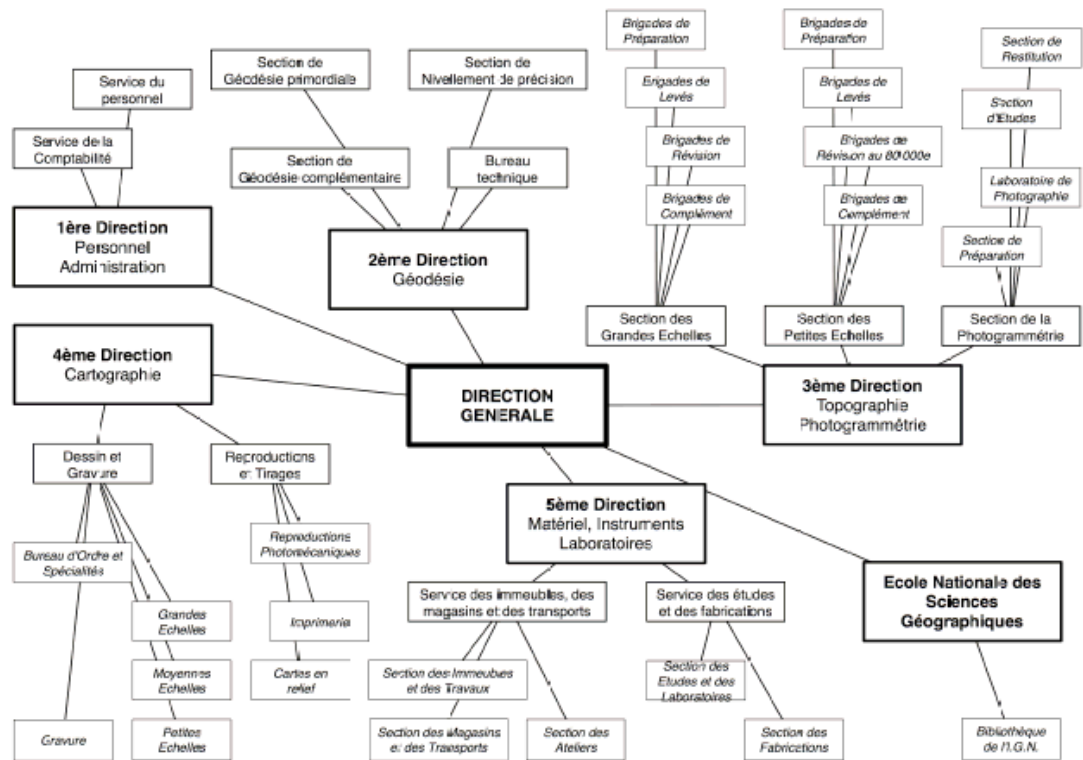 Brigades de
Préparation
Brigades de
Préparation
Section de
Restitution
Section de
Géodésie primordiale
Section de
Nivellement de précision
Service du
personnel
Brigades de
Levés
Brigades de
Levés
Section
d'Etudes
Service de la
Comptabilité
Section de
Géodésie complémentaire
Bureau
technique
Brigades de
Révision
Brigades de
Révision au 80'000e
Laboratoire de
Photographie
Brigades de
Complément
Brigades de
Complément
Section de
Préparation
1ère Direction
Personnel
Administration
2ème Direction
Géodésie
Section des
Grandes Echelles
Section des
Petites Echelles
Section de la
Photogrammétrie
4ème Direction
Cartographie
DIRECTION
GENERALE
3ème Direction
Topographie
Photogrammétrie
Dessin et
Gravure
Reproductions
et Tirages
5ème Direction
Matériel, Instruments
Laboratoires
Bureau d'Ordre et
Spécialités
Reproductions
Photomécaniques
Service des immeubles, des
magasins et des transports
Service des études
et des fabrications
Ecole Nationale des
Sciences
Géographiques
Grandes
Echelles
Imprimerie
Moyennes
Echelles
Cartes en
relief
Section des Immeubles
et des Travaux
Section des
Etudes et des
Laboratoires
Gravure
Petites
Echelles
Section des Magasins
et des Transports
Section des
Ateliers
Section des
Fabrications
Bibliothèque
de l'I.G.N.